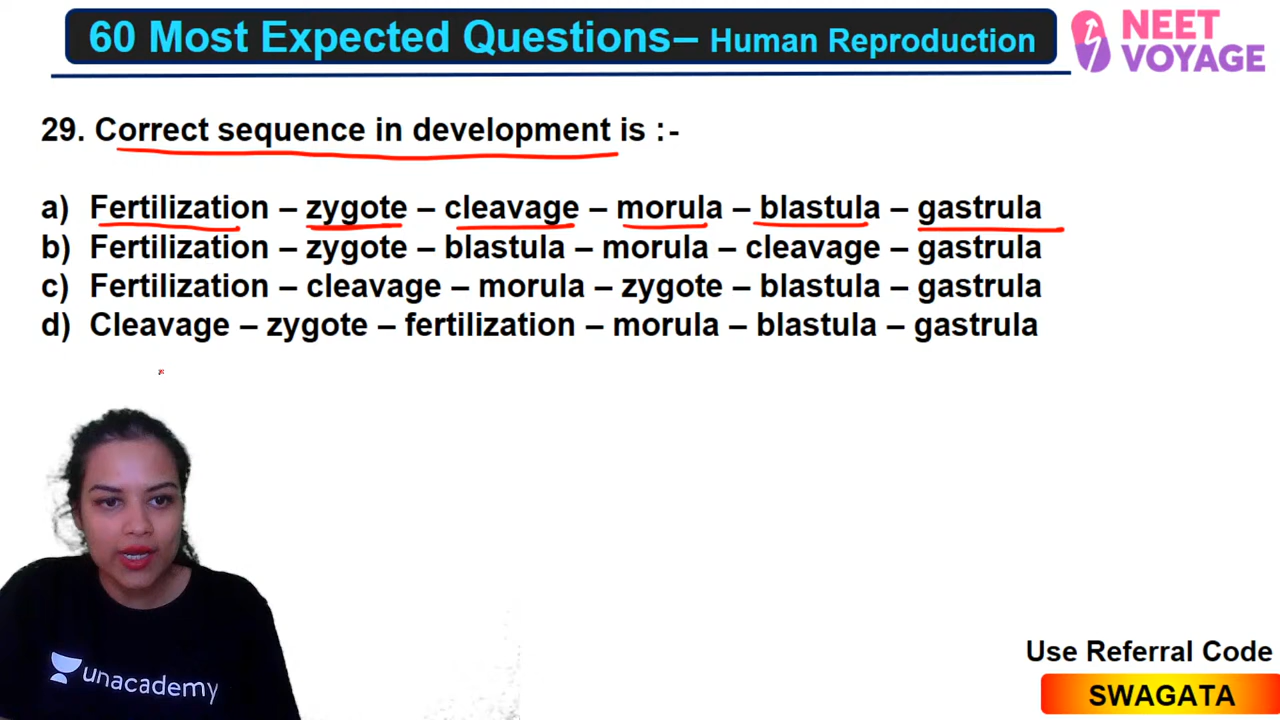 60 Most Expected Questions– Human Reproduction
NEET
VOYAGE
29. Correct sequence in development is :-
a) Fertilization – zygote – cleavage – morula – blastula – gastrula
b) Fertilization – zygote – blastula – morula – cleavage – gastrula
c) Fertilization – cleavage – morula – zygote – blastula – gastrula
d) Cleavage – zygote – fertilization – morula – blastula – gastrula
unacademy
Use Referral Code
SWAGATA